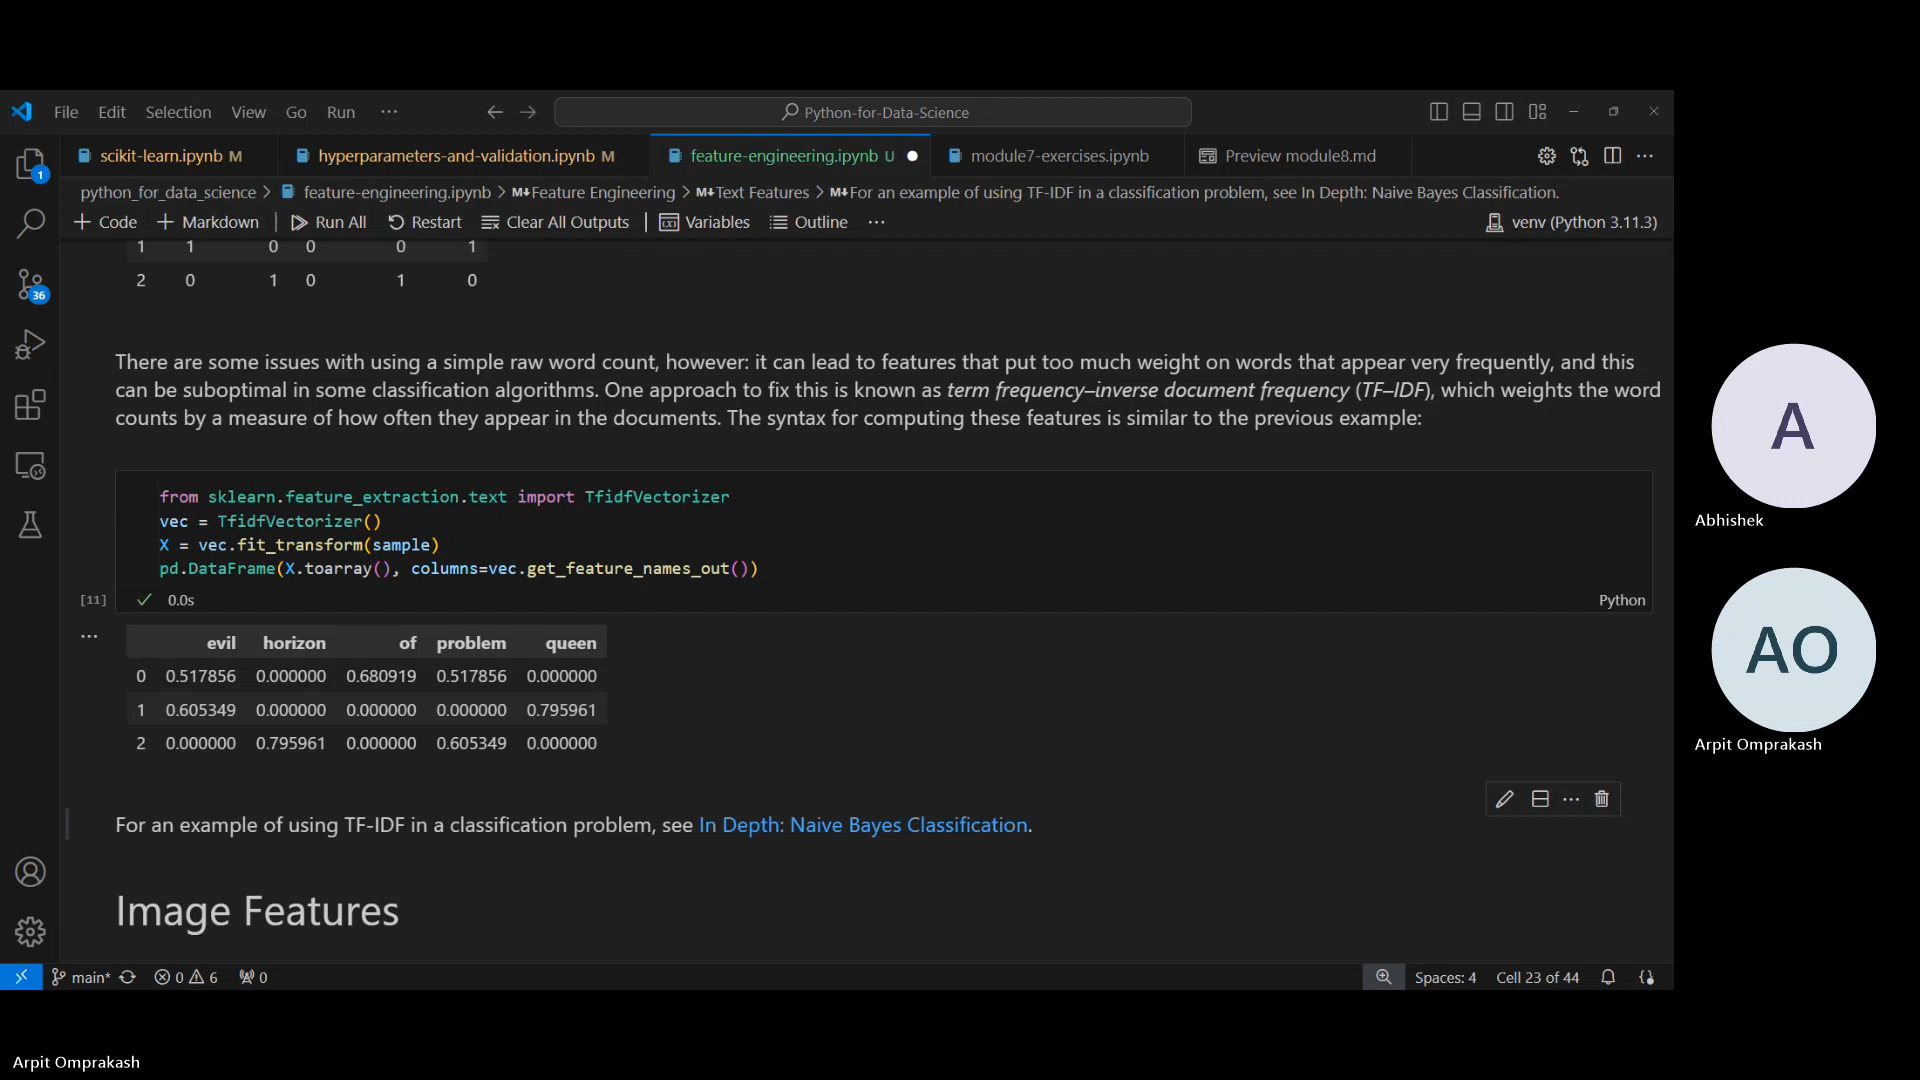 File Edit Selection View Go Run ··· Python-for-Data-Science
scikit-learn.ipynb M hyperparameters-and-validation.ipynb M feature-engineering.ipynb U module7-exercises.ipynb Preview module8.md
python_for_data_science > feature-engineering.ipynb > M↓Feature Engineering > M↓Text Features > M↓For an example of using TF-IDF in a classification problem, see In Depth: Naive Bayes Classification.
+ Code + Markdown Run All Restart Clear All Outputs Variables Outline ··· venv (Python 3.11.3)
1 1 0 0 0 1
2 0 1 0 1 0
There are some issues with using a simple raw word count, however: it can lead to features that put too much weight on words that appear very frequently, and this
can be suboptimal in some classification algorithms. One approach to fix this is known as term frequency–inverse document frequency (TF–IDF), which weights the word
counts by a measure of how often they appear in the documents. The syntax for computing these features is similar to the previous example:
from sklearn.feature_extraction.text import TfidfVectorizer
vec = TfidfVectorizer()
X = vec.fit_transform(sample)
pd.DataFrame(X.toarray(), columns=vec.get_feature_names_out())
[11] 0.0s Python
evil horizon of problem queen
0 0.517856 0.000000 0.680919 0.517856 0.000000
1 0.605349 0.000000 0.000000 0.000000 0.795961
2 0.000000 0.795961 0.000000 0.605349 0.000000
For an example of using TF-IDF in a classification problem, see In Depth: Naive Bayes Classification.
Image Features
1
36
main* 0 6 0 Spaces: 4 Cell 23 of 44
A
Abhishek
AO
Arpit Omprakash
Arpit Omprakash